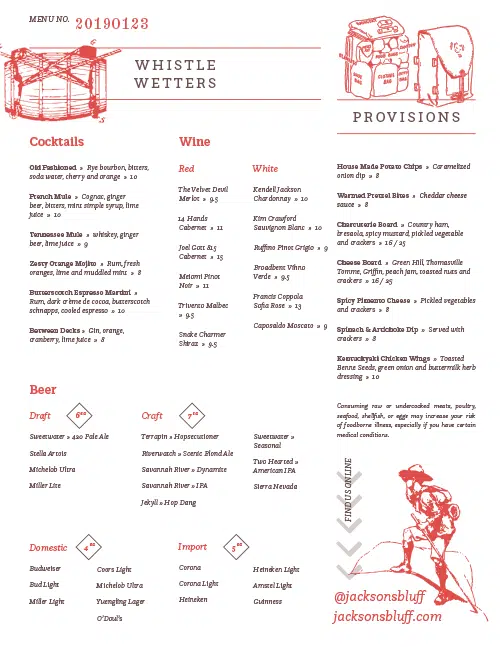 MENU NO. 20190123
WHISTLE
WETTERS
PROVISIONS
Cocktails
Old Fashioned » Rye bourbon, bitters,
soda water, cherry and orange » 10
French Mule » Cognac, ginger
beer, bitters, mint simple syrup, lime
juice » 10
Tennessee Mule » whiskey, ginger
beer, lime juice » 9
Zesty Orange Mojito » Rum, fresh
oranges, lime and muddled mint » 8
Butterscotch Espresso Martini »
Rum, dark crème de cocoa, butterscotch
schnapps, cooled espresso » 10
Between Decks » Gin, orange,
cranberry, lime juice » 8
Wine
Red
The Velvet Devil
Merlot » 9.5
14 Hands
Cabernet » 11
Joel Gott 815
Cabernet » 15
Meiomi Pinot
Noir » 11
Trivento Malbec
» 9.5
Snake Charmer
Shiraz » 9.5
White
Kendell Jackson
Chardonnay » 10
Kim Crawford
Sauvignon Blanc » 10
Ruffino Pinot Grigio » 9
Broadbent Vihno
Verde » 9.5
Francis Coppola
Sofia Rose » 13
Caposaldo Moscato » 9
House Made Potato Chips » Caramelized
onion dip » 8
Warmed Pretzel Bites » Cheddar cheese
sauce » 8
Charcuterie Board » Country ham,
bresaola, spicy mustard, pickled vegetable
and crackers » 16 / 25
Cheese Board » Green Hill, Thomasville
Tomme, Griffin, peach jam, toasted nuts and
crackers » 16 / 25
Spicy Pimento Cheese » Pickled vegetables
and crackers » 8
Spinach & Artichoke Dip » Served with
crackers » 8
Kentuckyaki Chicken Wings » Toasted
Benne Seeds, green onion and buttermilk herb
dressing » 10
Consuming raw or undercooked meats, poultry,
seafood, shellfish, or eggs may increase your risk
of foodborne illness, especially if you have certain
medical conditions.
Beer
Draft 6
Sweetwater » 420 Pale Ale
Stella Artois
Michelob Ultra
Miller Lite
Craft 7
Terrapin » Hopsecutioner
Riverwatch » Scenic Blond Ale
Savannah River » Dynamite
Savannah River » IPA
Jekyll » Hop Dang
Sweetwater »
Seasonal
Two Hearted »
American IPA
Sierra Nevada
Domestic 4
Budweiser
Bud Light
Miller Light
Coors Light
Michelob Ultra
Yuengling Lager
O'Doul's
Import 5
Corona
Corona Light
Heineken
Heineken Light
Amstel Light
Guinness
FIND US ONLINE
@jacksonsbluff
jacksonsbluff.com